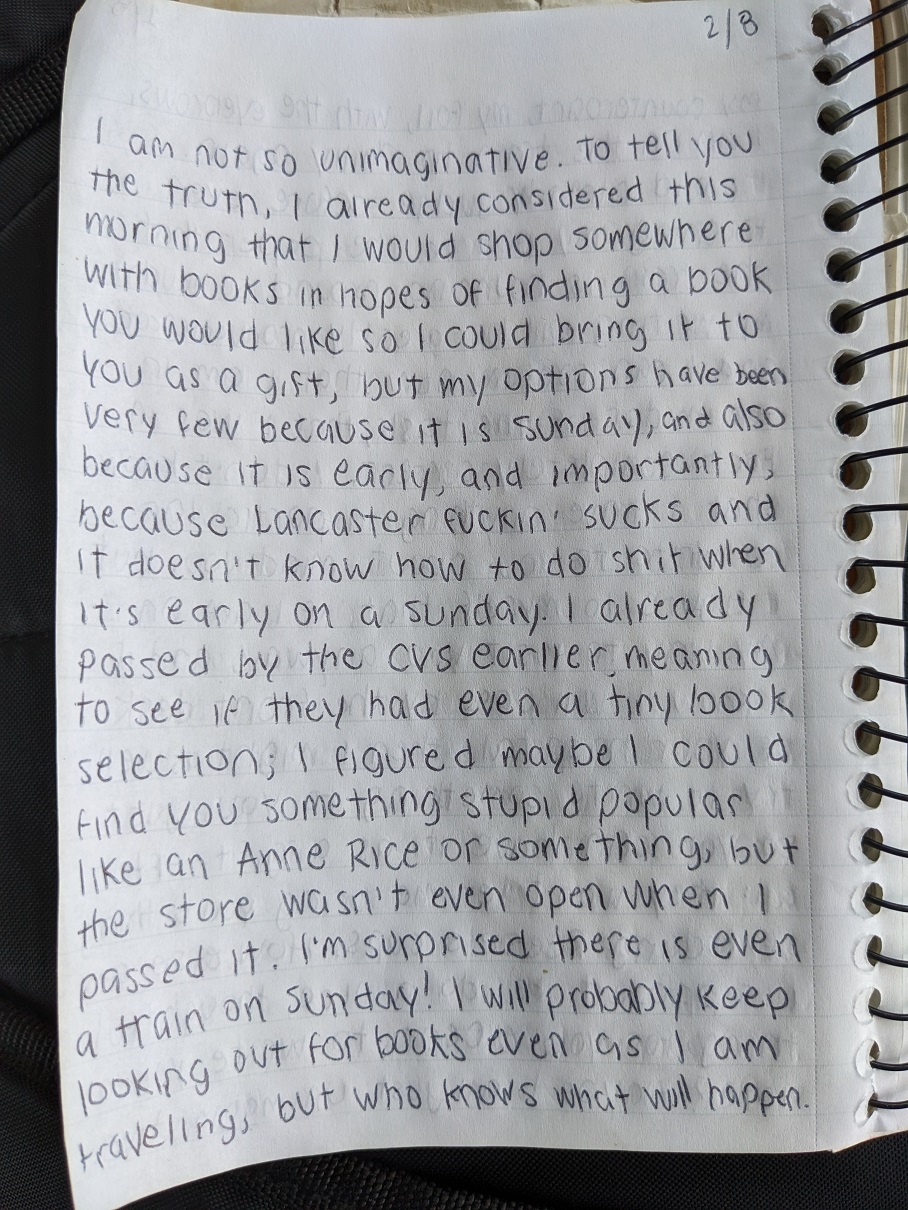 2/8
I am not so unimaginative. To tell you
the truth, I already considered this
morning that I would shop somewhere
with books in hopes of finding a book
you would like so I could bring it to
you as a gift, but my options have been
very few because it is Sunday, and also
because it is early, and importantly,
because Lancaster fuckin' sucks and
it doesn't know how to do shit when
it's early on a Sunday. I already
passed by the CVS earlier, meaning
to see if they had even a tiny book
selection; I figured maybe I could
find you something stupid popular
like an Anne Rice or something, but
the store wasn't even open when I
passed it. I'm surprised there is even
a train on Sunday! I will probably keep
looking out for books even as I am
traveling, but who knows what will happen.